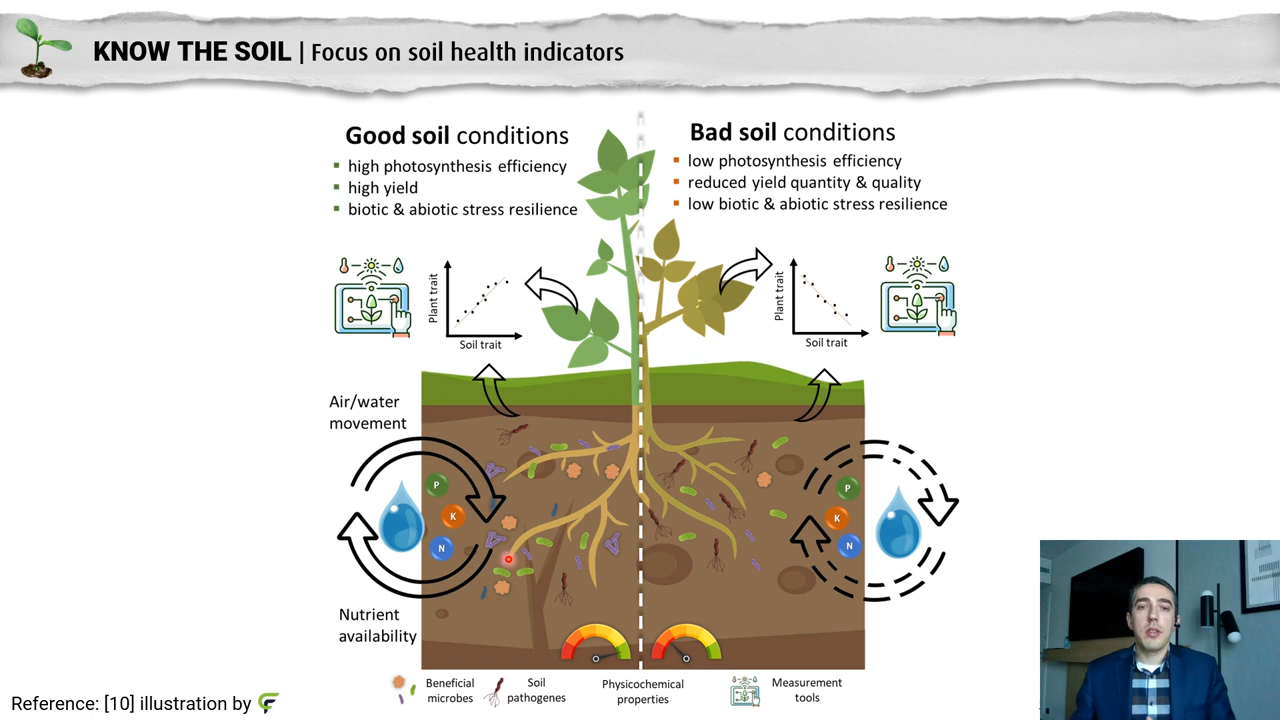 KNOW THE SOIL | Focus on soil health indicators
Good soil conditions
high photosynthesis efficiency
high yield
biotic & abiotic stress resilience
Bad soil conditions
low photosynthesis efficiency
reduced yield quantity & quality
low biotic & abiotic stress resilience
Plant trait
Soil trait
Plant trait
Soil trait
Air/water
movement
P
K
N
P
K
N
Nutrient
availability
Beneficial
microbes
Soil
pathogenes
Physicochemical
properties
Measurement
tools
Reference: [10] illustration by